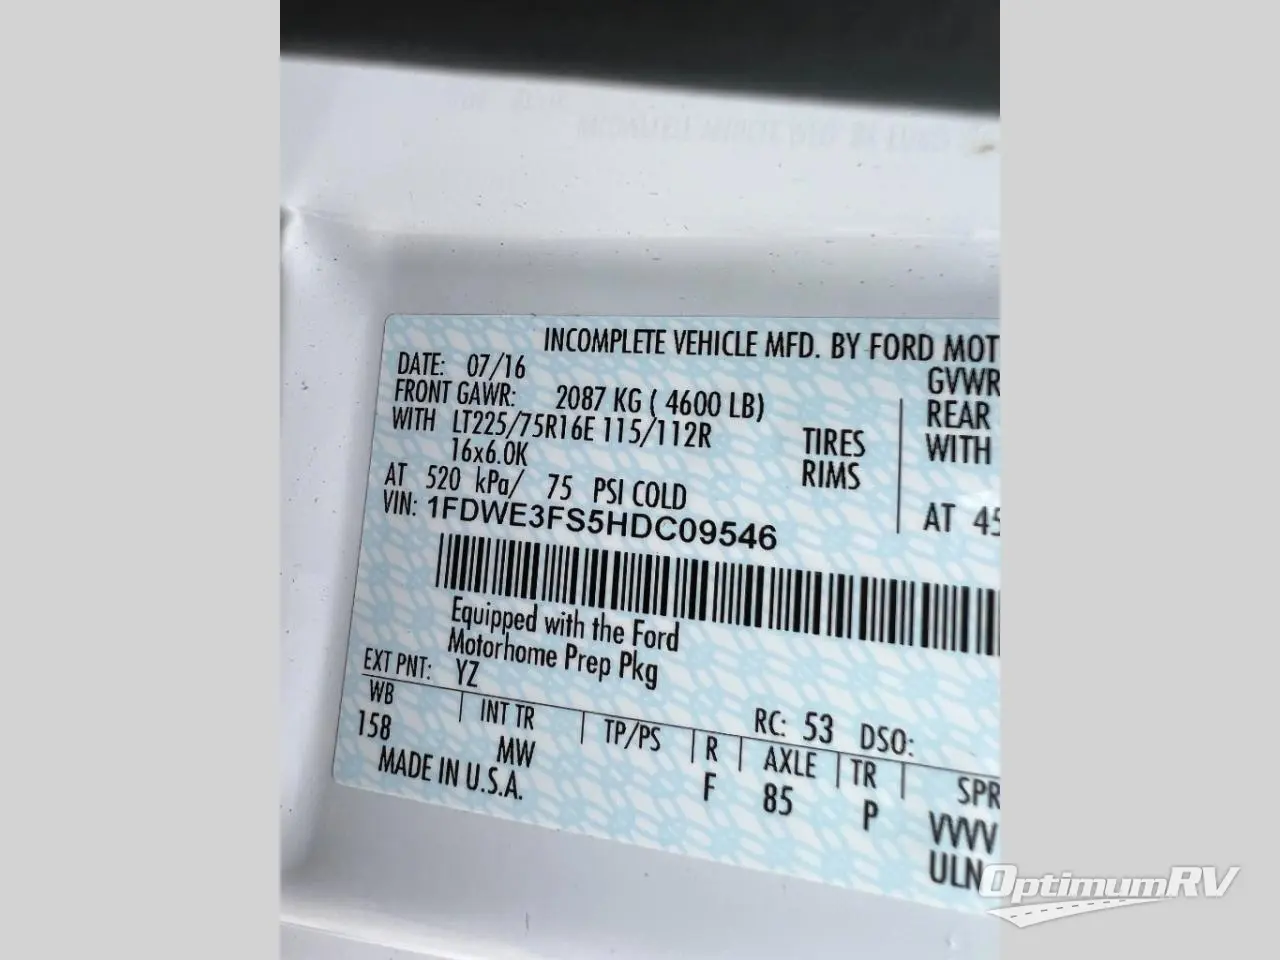 INCOMPLETE VEHICLE MFD. BY FORD MOT
DATE: 07/16
GVWR
FRONT GAWR: 2087 KG ( 4600 LB)
REAR
WITH LT225/75R16E 115/112R TIRES
WITH
16x6.0K RIMS
AT 520 kPa/ 75 PSI COLD
AT 45
VIN: 1FDWE3FS5HDC09546
Equipped with the Ford
Motorhome Prep Pkg
EXT PNT: YZ
RC: 53 DSO:
WB INT TR TP/PS R AXLE TR SPR
158 MW F 85 P VVVV
MADE IN U.S.A.
ULN
OptimumRV